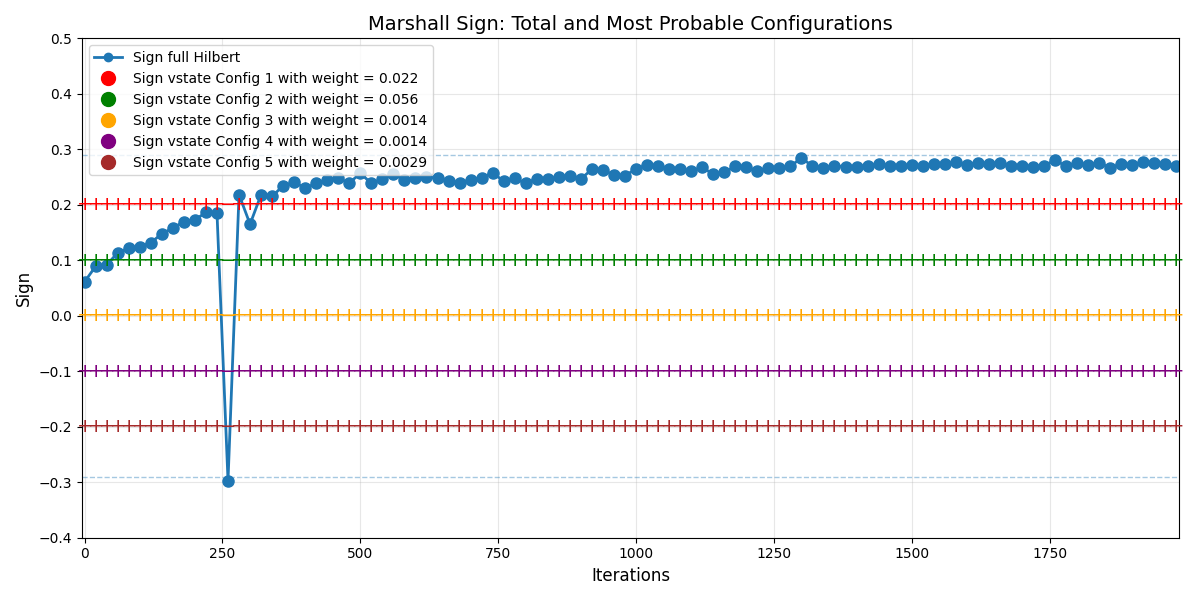 Marshall Sign: Total and Most Probable Configurations
Sign full Hilbert
Sign vstate Config 1 with weight = 0.022
Sign vstate Config 2 with weight = 0.056
Sign vstate Config 3 with weight = 0.0014
Sign vstate Config 4 with weight = 0.0014
Sign vstate Config 5 with weight = 0.0029
0.5
0.4
0.3
0.2
0.1
0.0
−0.1
−0.2
−0.3
−0.4
Sign
0 250 500 750 1000 1250 1500 1750
Iterations